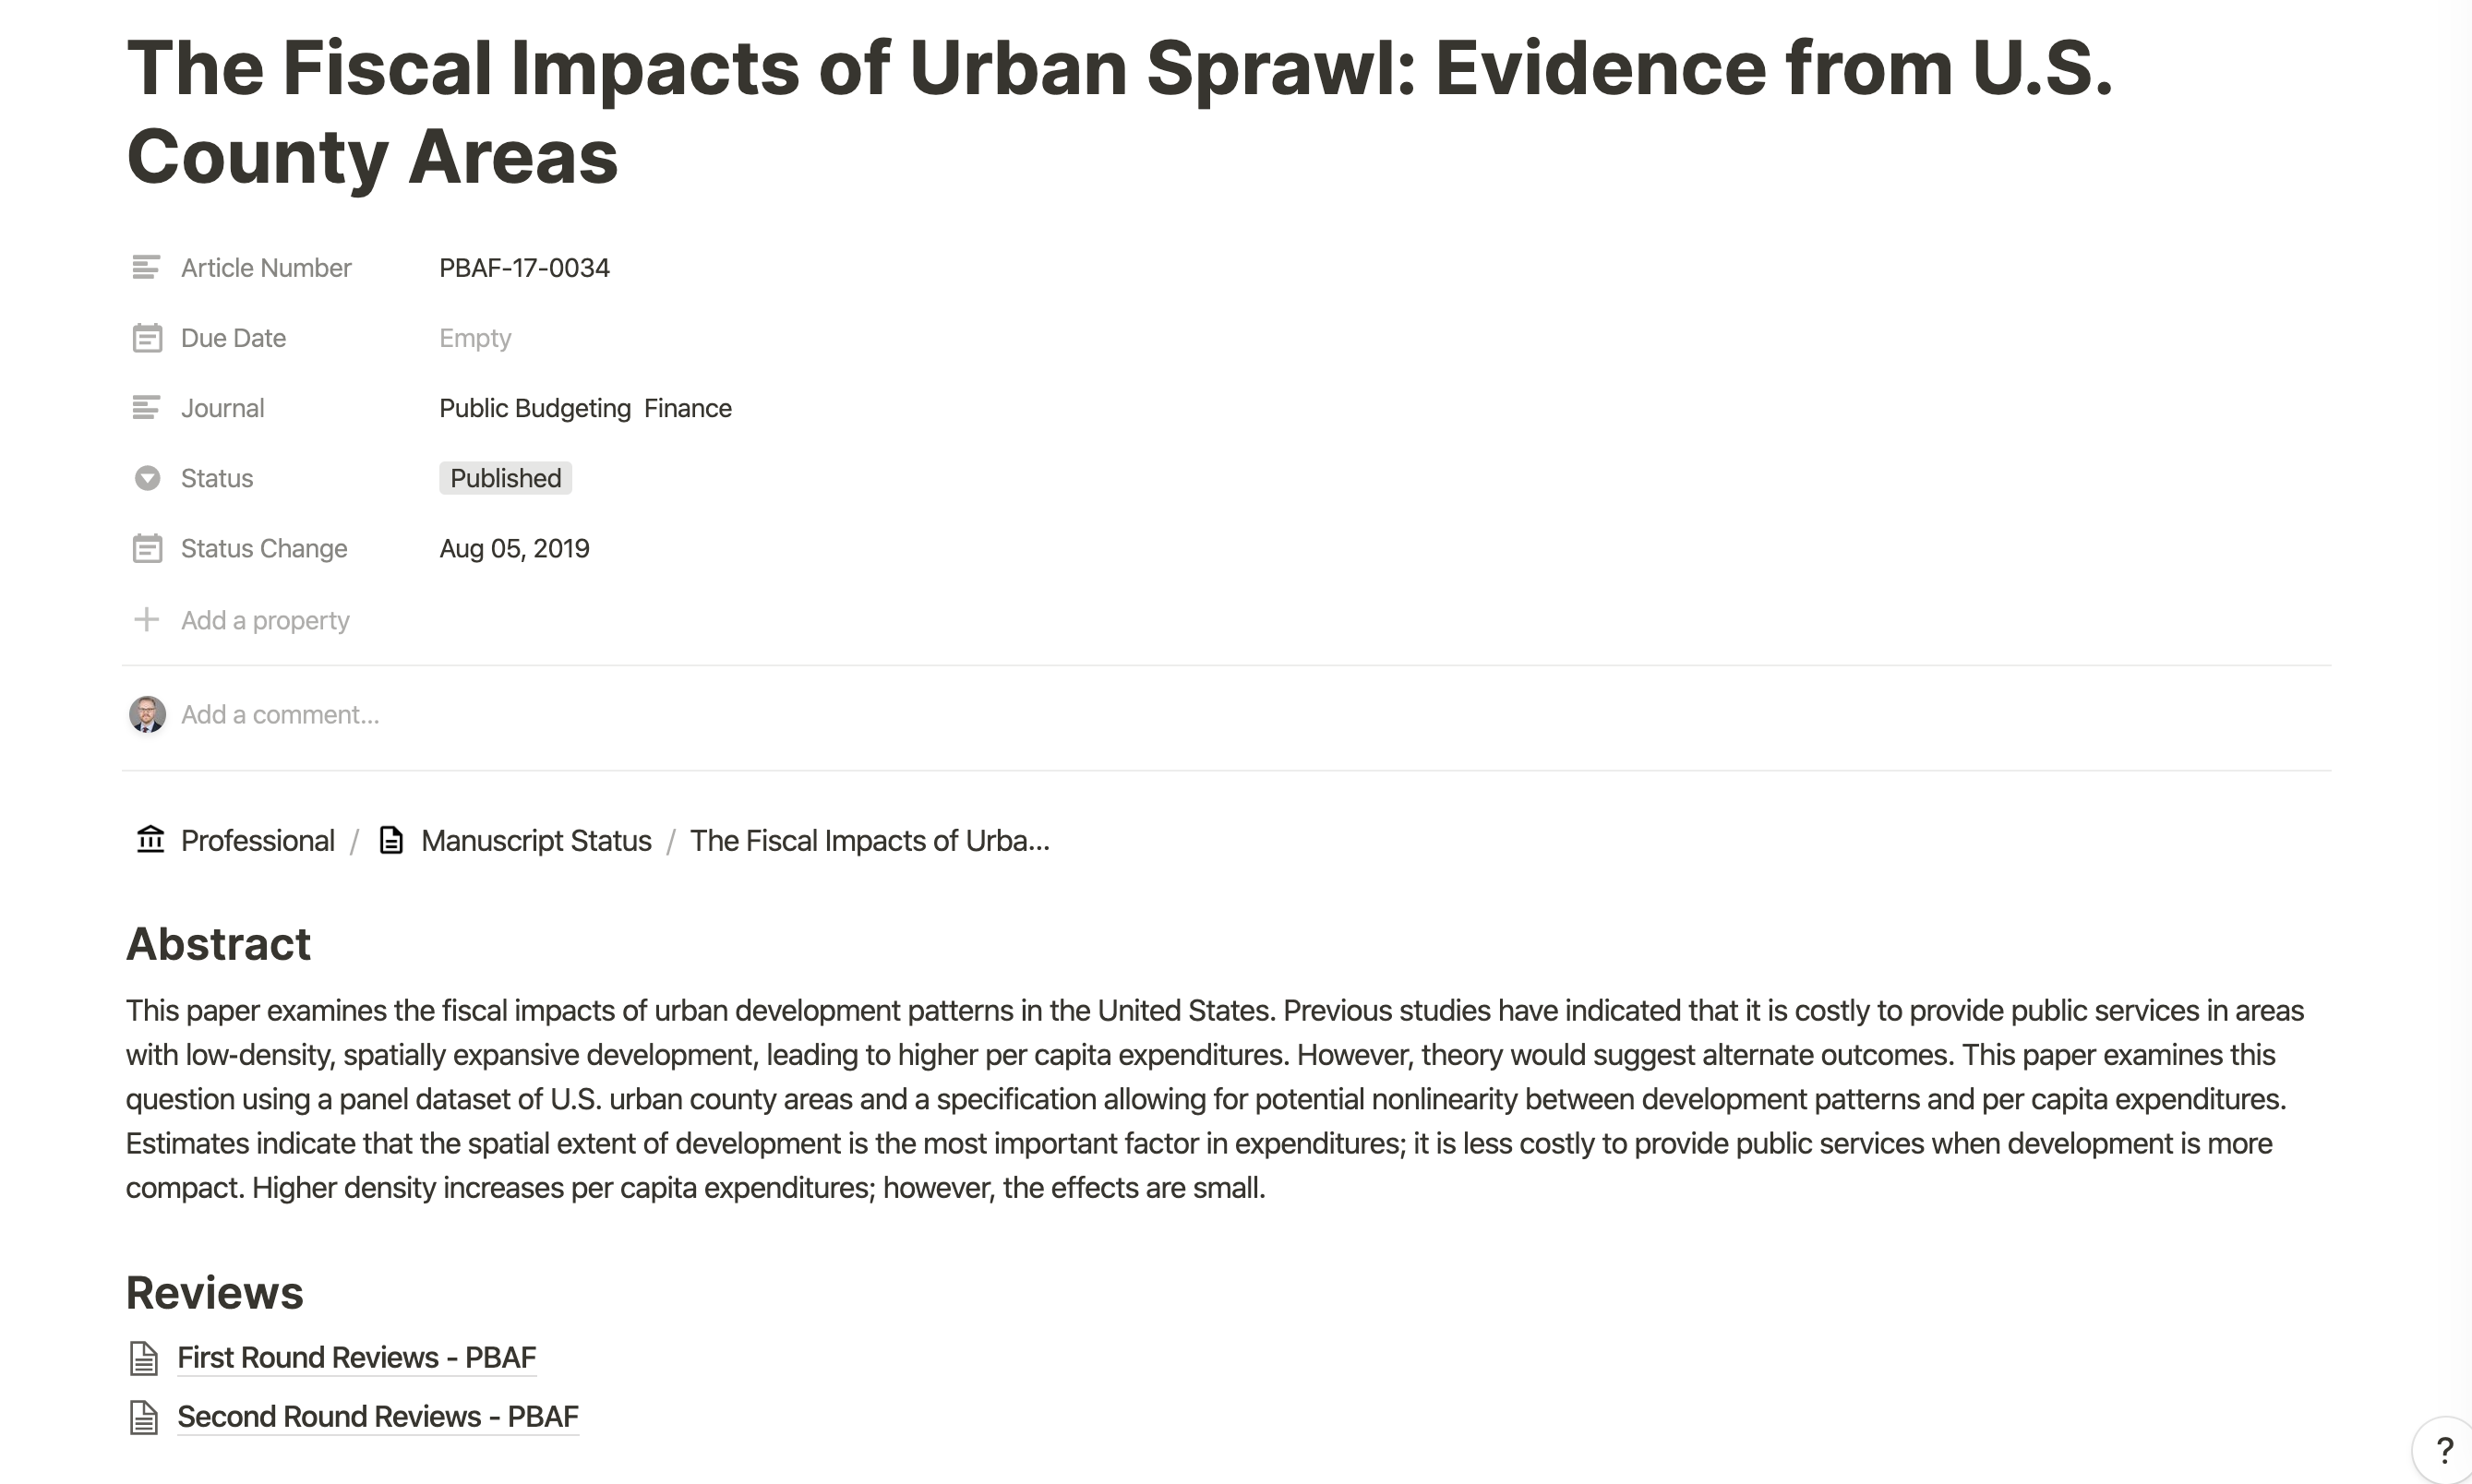 The Fiscal Impacts of Urban Sprawl: Evidence from U.S.
County Areas
Article Number PBAF-17-0034
Due Date Empty
Journal Public Budgeting  Finance
Status Published
Status Change Aug 05, 2019
Add a property
Add a comment...
Professional / Manuscript Status / The Fiscal Impacts of Urba...
Abstract
This paper examines the fiscal impacts of urban development patterns in the United States. Previous studies have indicated that it is costly to provide public services in areas
with low-density, spatially expansive development, leading to higher per capita expenditures. However, theory would suggest alternate outcomes. This paper examines this
question using a panel dataset of U.S. urban county areas and a specification allowing for potential nonlinearity between development patterns and per capita expenditures.
Estimates indicate that the spatial extent of development is the most important factor in expenditures; it is less costly to provide public services when development is more
compact. Higher density increases per capita expenditures; however, the effects are small.
Reviews
First Round Reviews - PBAF
Second Round Reviews - PBAF
?